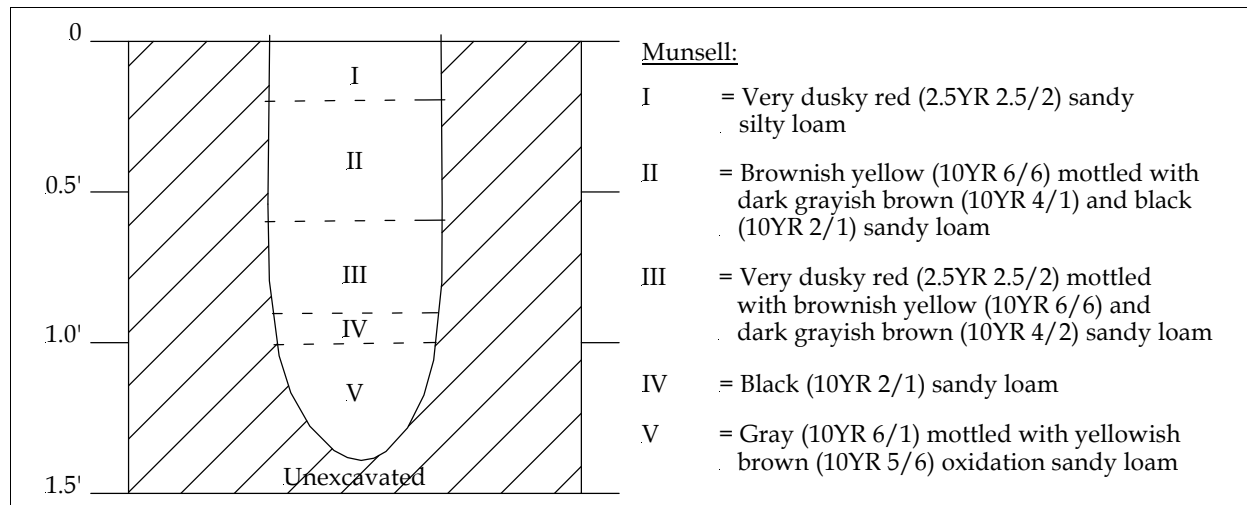 0
0.5'
1.0'
1.5'
I
II
III
IV
V
Unexcavated
Munsell:
I = Very dusky red (2.5YR 2.5/2) sandy
silty loam
II = Brownish yellow (10YR 6/6) mottled with
dark grayish brown (10YR 4/1) and black
(10YR 2/1) sandy loam
III = Very dusky red (2.5YR 2.5/2) mottled
with brownish yellow (10YR 6/6) and
dark grayish brown (10YR 4/2) sandy loam
IV = Black (10YR 2/1) sandy loam
V = Gray (10YR 6/1) mottled with yellowish
brown (10YR 5/6) oxidation sandy loam